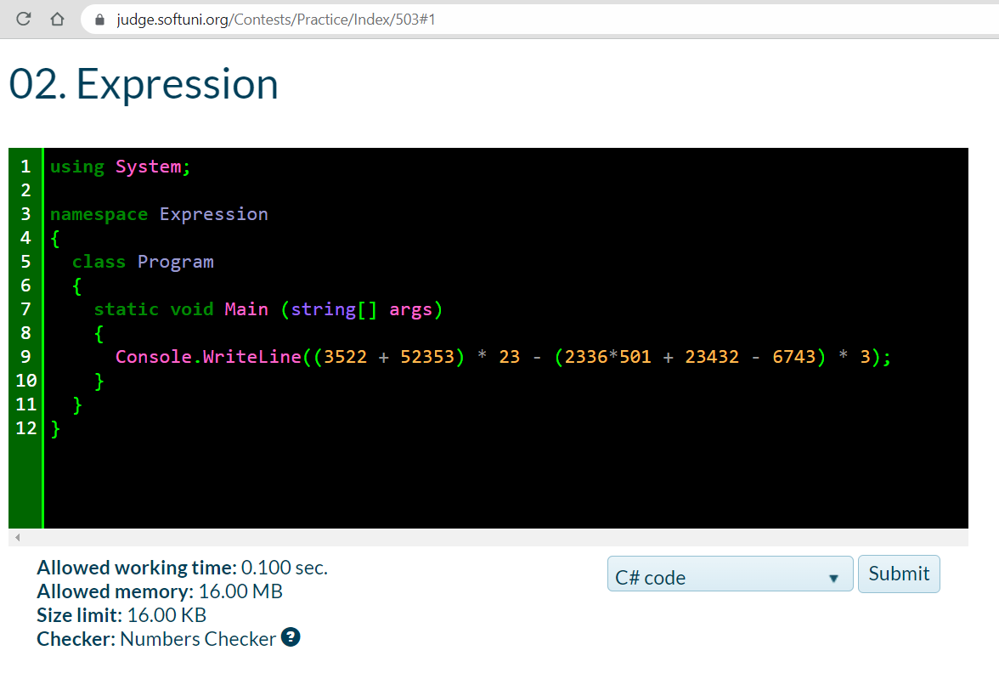 judge.softuni.org/Contests/Practice/Index/503#1
02. Expression
1 using System;
2
3 namespace Expression
4 {
5 class Program
6 {
7 static void Main (string[] args)
8 {
9 Console.WriteLine((3522 + 52353) * 23 - (2336*501 + 23432 - 6743) * 3);
10 }
11 }
12 }
Allowed working time: 0.100 sec.
Allowed memory: 16.00 MB
Size limit: 16.00 KB
Checker: Numbers Checker ?
C# code
Submit